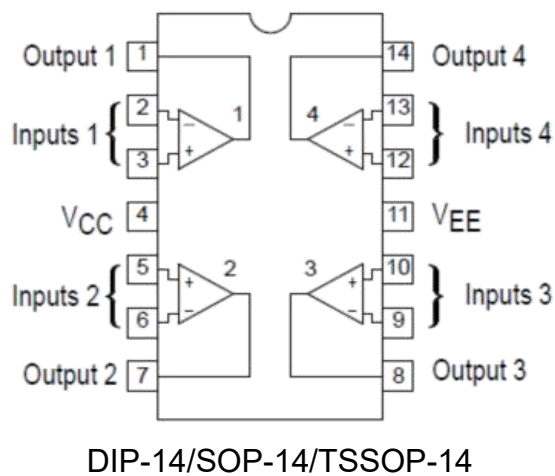 Output 1 1 14 Output 4
Inputs 1 { 2 − 1 4 − 13 } Inputs 4
3 + + 12
VCC 4 11 VEE
Inputs 2 { 5 + 2 3 + 10 } Inputs 3
6 − − 9
Output 2 7 8 Output 3
DIP-14/SOP-14/TSSOP-14